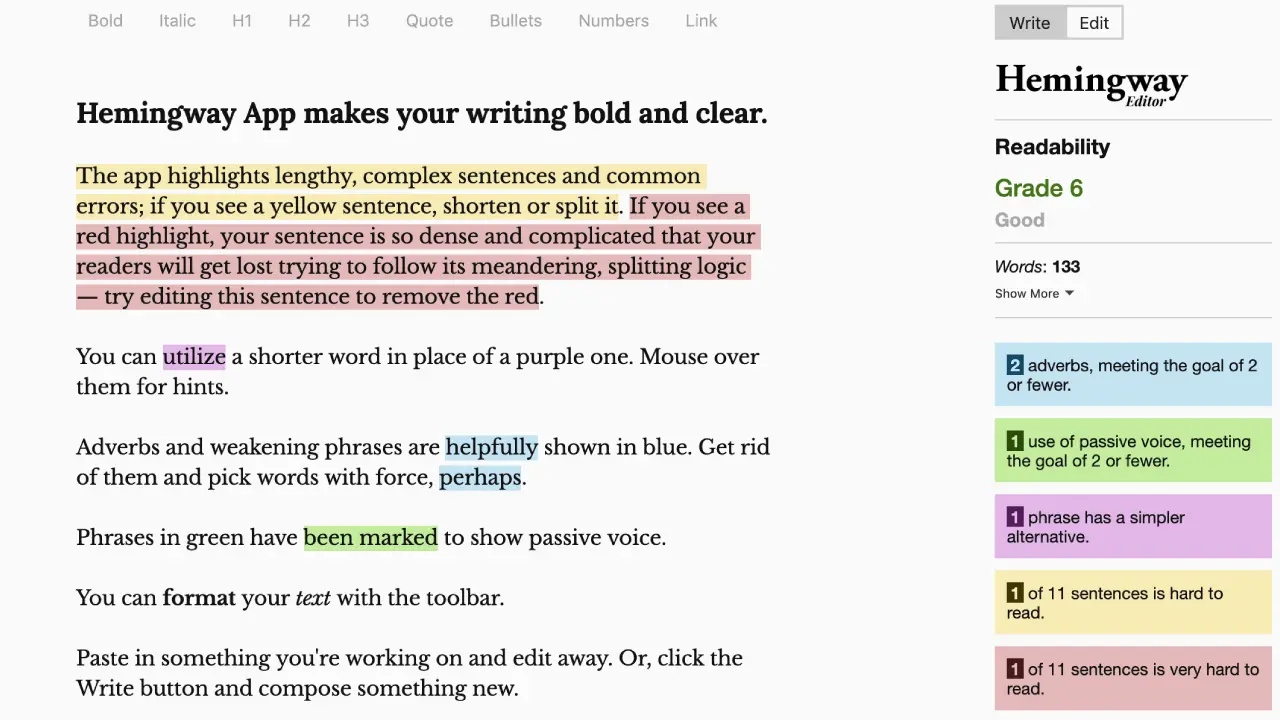 Bold Italic H1 H2 H3 Quote Bullets Numbers Link
Hemingway App makes your writing bold and clear.
The app highlights lengthy, complex sentences and common
errors; if you see a yellow sentence, shorten or split it. If you see a
red highlight, your sentence is so dense and complicated that your
readers will get lost trying to follow its meandering, splitting logic
— try editing this sentence to remove the red.
You can utilize a shorter word in place of a purple one. Mouse over
them for hints.
Adverbs and weakening phrases are helpfully shown in blue. Get rid
of them and pick words with force, perhaps.
Phrases in green have been marked to show passive voice.
You can format your text with the toolbar.
Paste in something you're working on and edit away. Or, click the
Write button and compose something new.
Write Edit
Hemingway
Editor
Readability
Grade 6
Good
Words: 133
Show More
2 adverbs, meeting the goal of 2
or fewer.
1 use of passive voice, meeting
the goal of 2 or fewer.
1 phrase has a simpler
alternative.
1 of 11 sentences is hard to
read.
1 of 11 sentences is very hard to
read.